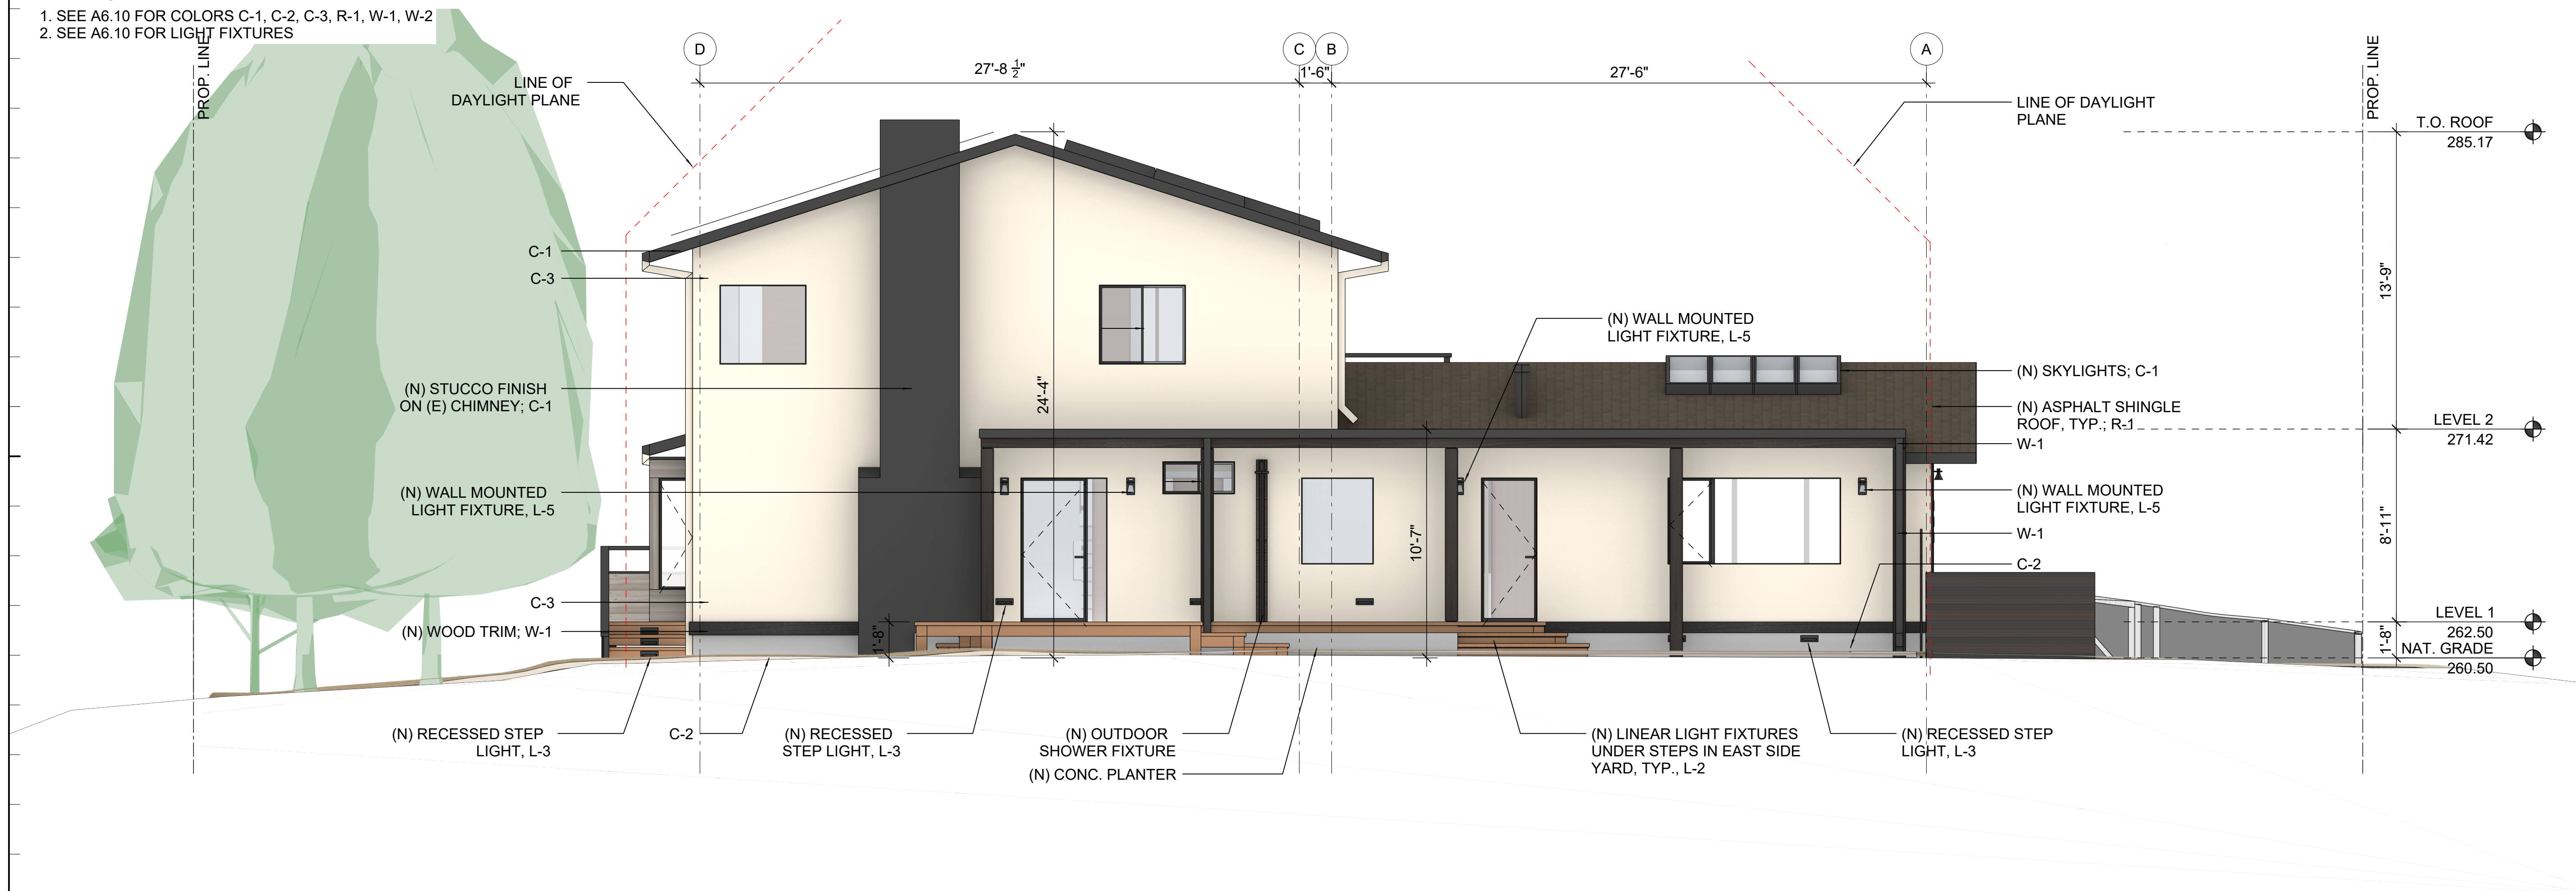 1. SEE A6.10 FOR COLORS C-1, C-2, C-3, R-1, W-1, W-2
2. SEE A6.10 FOR LIGHT FIXTURES
PROP. LINE
D
C
B
A
PROP. LINE
27'-8 1/2"
1'-6"
27'-6"
LINE OF
DAYLIGHT PLANE
LINE OF DAYLIGHT
PLANE
T.O. ROOF
285.17
C-1
C-3
13'-9"
(N) WALL MOUNTED
LIGHT FIXTURE, L-5
(N) STUCCO FINISH
ON (E) CHIMNEY; C-1
24'-4"
(N) SKYLIGHTS; C-1
(N) ASPHALT SHINGLE
ROOF, TYP.; R-1
LEVEL 2
271.42
W-1
(N) WALL MOUNTED
LIGHT FIXTURE, L-5
(N) WALL MOUNTED
LIGHT FIXTURE, L-5
10'-7"
8'-11"
W-1
C-2
C-3
(N) WOOD TRIM; W-1
1'-8"
LEVEL 1
262.50
1'-8"
NAT. GRADE
260.50
(N) RECESSED STEP
LIGHT, L-3
C-2
(N) RECESSED
STEP LIGHT, L-3
(N) OUTDOOR
SHOWER FIXTURE
(N) CONC. PLANTER
(N) LINEAR LIGHT FIXTURES
UNDER STEPS IN EAST SIDE
YARD, TYP., L-2
(N) RECESSED STEP
LIGHT, L-3